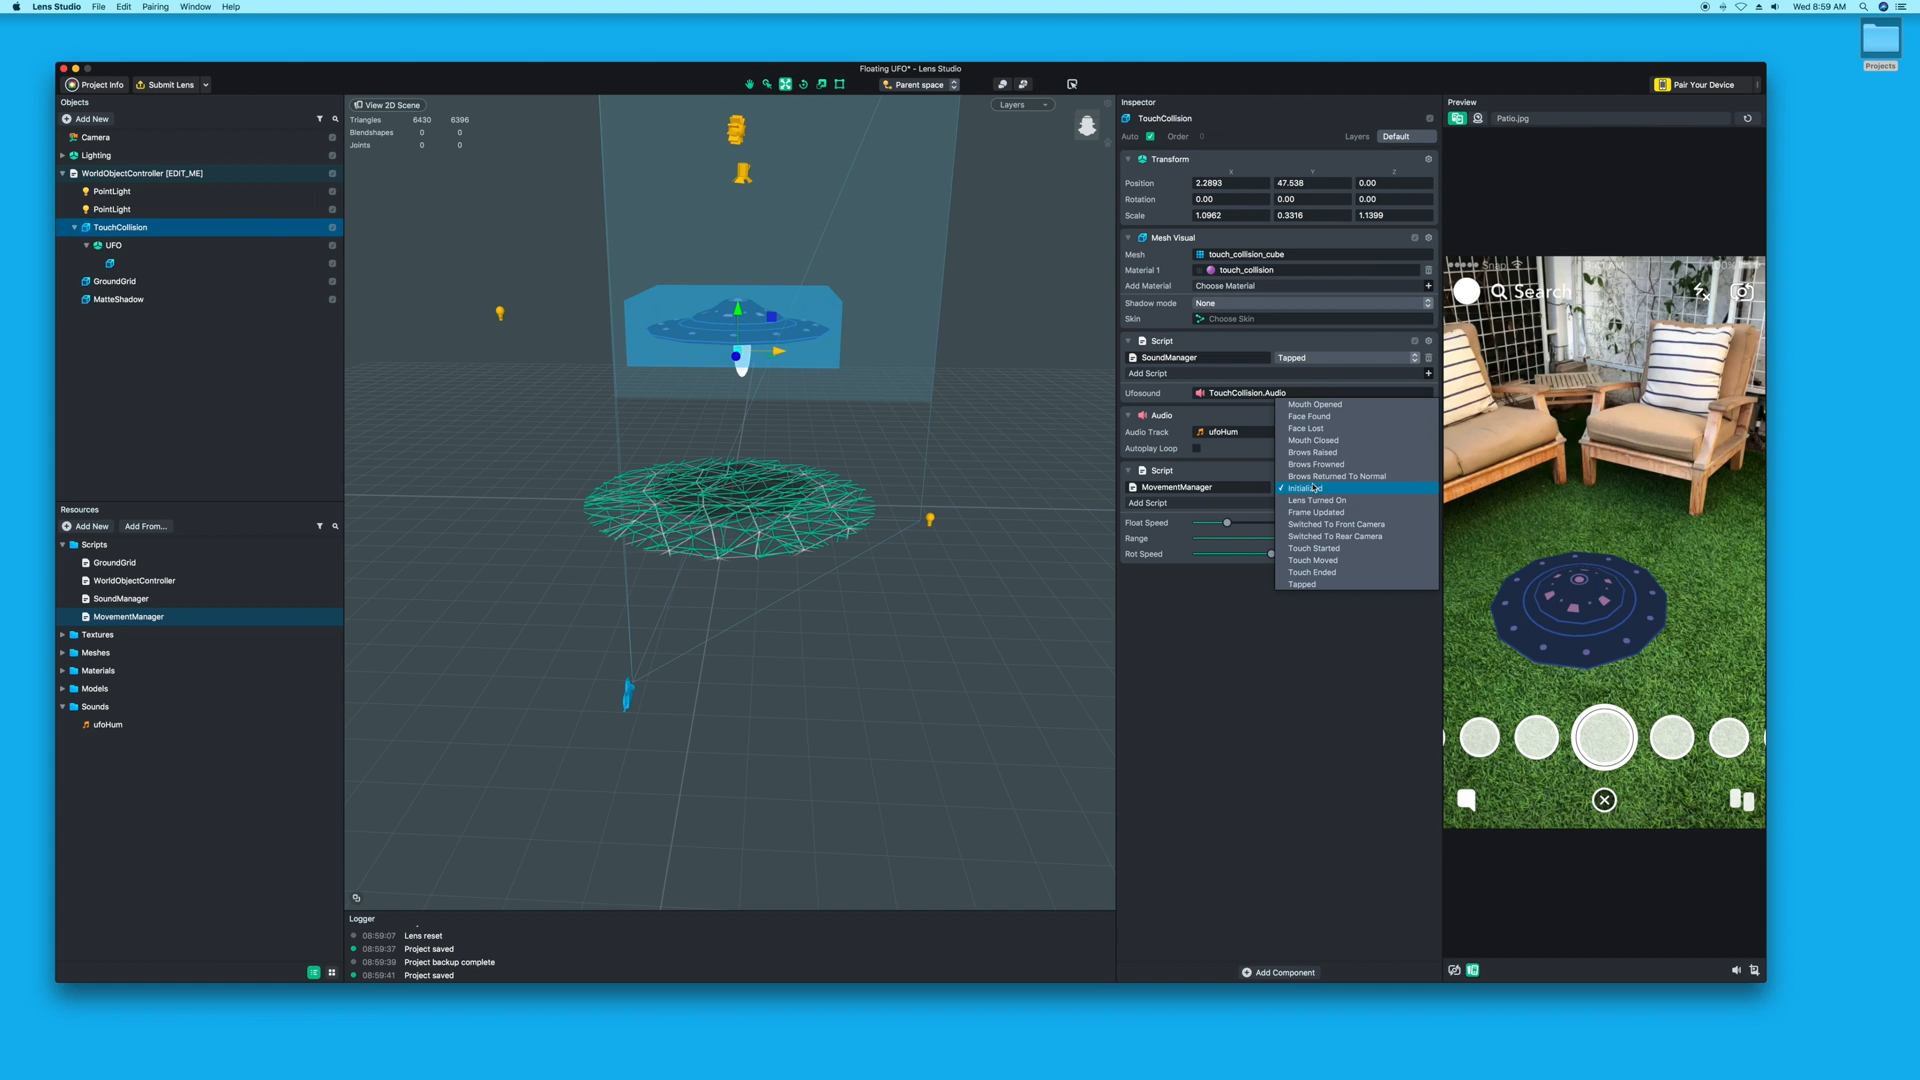 Lens Studio File Edit Pairing Window Help
Wed 8:59 AM
Projects
Floating UFO* - Lens Studio
Project Info
Submit Lens
Parent space
Pair Your Device
Objects
Add New
Camera
Lighting
WorldObjectController [EDIT_ME]
PointLight
PointLight
TouchCollision
UFO
GroundGrid
MatteShadow
Resources
Add New
Add From...
Scripts
GroundGrid
WorldObjectController
SoundManager
MovementManager
Textures
Meshes
Materials
Models
Sounds
ufoHum
View 2D Scene
Layers
Triangles 6430 6396
Blendshapes 0 0
Joints 0 0
Logger
08:59:07 Lens reset
08:59:37 Project saved
08:59:39 Project backup complete
08:59:41 Project saved
Inspector
TouchCollision
Auto Order 0 Layers Default
Transform
X Y Z
Position 2.2893 47.538 0.00
Rotation 0.00 0.00 0.00
Scale 1.0962 0.3316 1.1399
Mesh Visual
Mesh touch_collision_cube
Material 1 touch_collision
Add Material Choose Material
Shadow mode None
Skin Choose Skin
Script
SoundManager Tapped
Add Script
Ufosound TouchCollision.Audio
Audio
Audio Track ufoHum
Autoplay Loop
Script
MovementManager
Add Script
Float Speed
Range
Rot Speed
Mouth Opened
Face Found
Face Lost
Mouth Closed
Brows Raised
Brows Frowned
Brows Returned To Normal
Initialized
Lens Turned On
Frame Updated
Switched To Front Camera
Switched To Rear Camera
Touch Started
Touch Moved
Touch Ended
Tapped
Add Component
Preview
Patio.jpg
Snap
Search